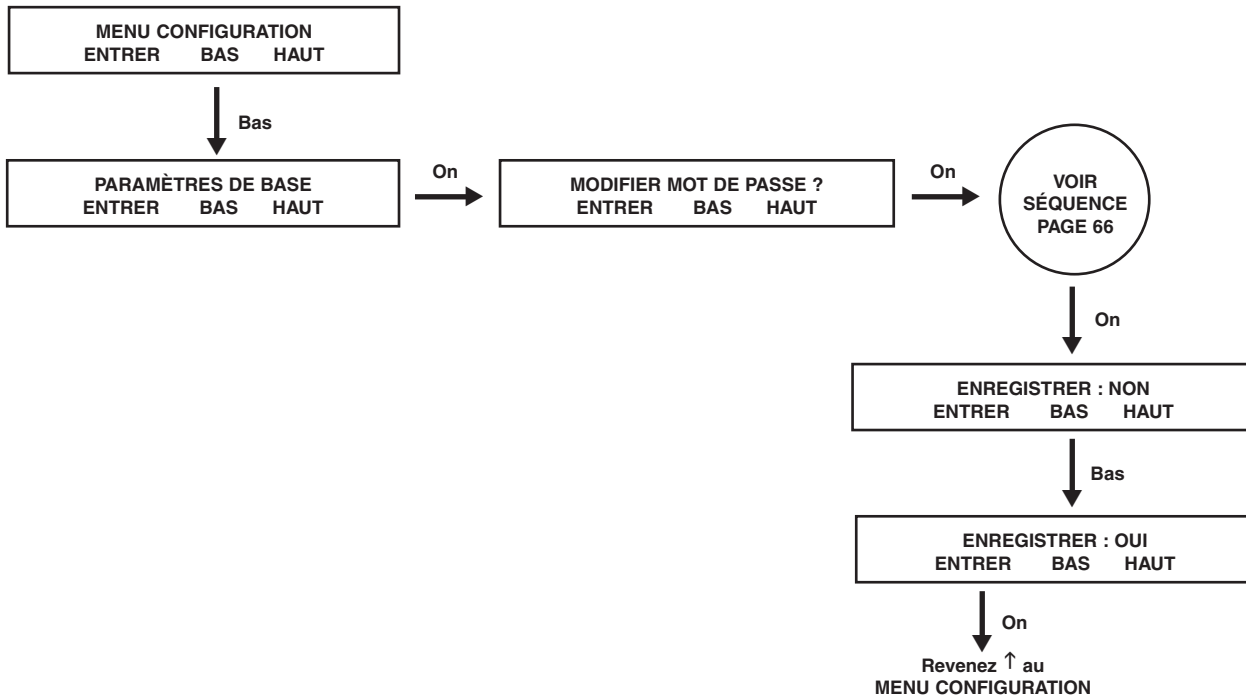 MENU CONFIGURATION
ENTRER BAS HAUT
Bas
PARAMÈTRES DE BASE
ENTRER BAS HAUT
On
MODIFIER MOT DE PASSE ?
ENTRER BAS HAUT
On
VOIR
SÉQUENCE
PAGE 66
On
ENREGISTRER : NON
ENTRER BAS HAUT
Bas
ENREGISTRER : OUI
ENTRER BAS HAUT
On
Revenez ↑ au
MENU CONFIGURATION